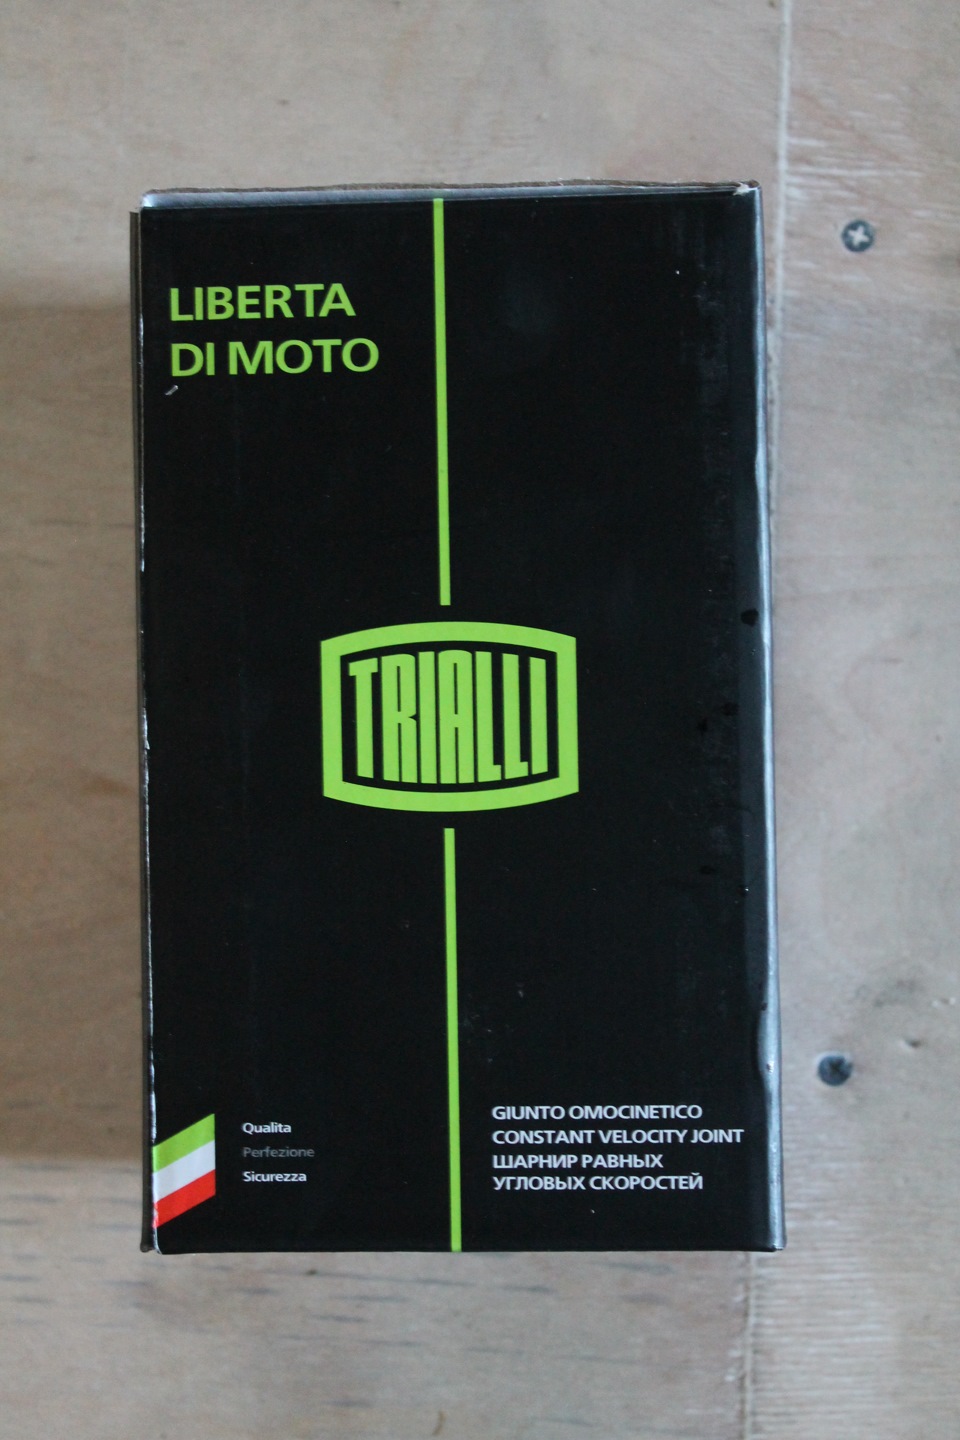 LIBERTA
DI MOTO
TRIALLI
Qualita
Perfezione
Sicurezza
GIUNTO OMOCINETICO
CONSTANT VELOCITY JOINT
ШАРНИР РАВНЫХ
УГЛОВЫХ СКОРОСТЕЙ